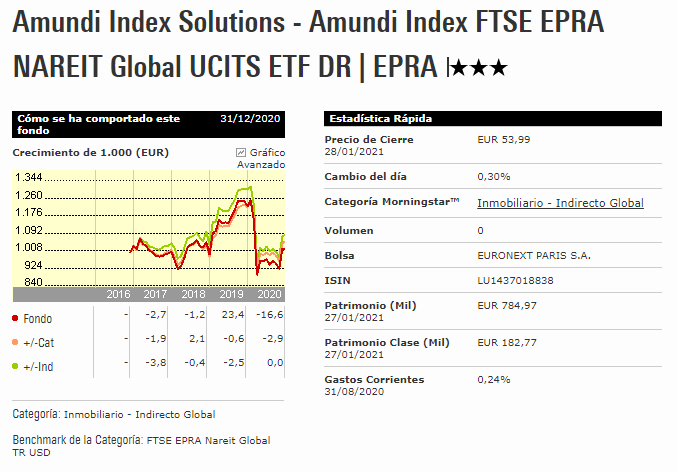 Amundi Index Solutions - Amundi Index FTSE EPRA
NAREIT Global UCITS ETF DR | EPRA |★★★
Cómo se ha comportado este fondo 31/12/2020
Crecimiento de 1.000 (EUR) Gráfico Avanzado
1.344
1.260
1.176
1.092
1.008
924
840
2016 2017 2018 2019 2020
Fondo - -2,7 -1,2 23,4 -16,6
+/-Cat - -1,9 2,1 -0,6 -2,9
+/-Ind - -3,8 -0,4 -2,5 0,0
Categoría: Inmobiliario - Indirecto Global
Benchmark de la Categoría: FTSE EPRA Nareit Global
TR USD
Estadística Rápida
Precio de Cierre EUR 53,99
28/01/2021
Cambio del día 0,30%
Categoría Morningstar™ Inmobiliario - Indirecto Global
Volumen 0
Bolsa EURONEXT PARIS S.A.
ISIN LU1437018838
Patrimonio (Mil) EUR 784,97
27/01/2021
Patrimonio Clase (Mil) EUR 182,77
27/01/2021
Gastos Corrientes 0,24%
31/08/2020